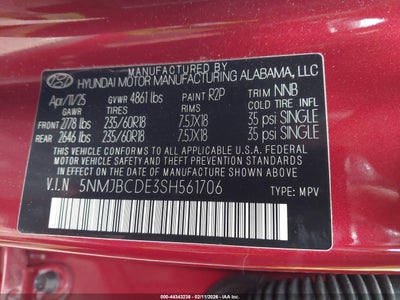 MANUFACTURED BY
HYUNDAI MOTOR MANUFACTURING ALABAMA, LLC
Apr/11/25 GVWR 4861 lbs PAINT R2P TRIM NNB
GAWR TIRES RIMS COLD TIRE INFL
FRONT 2778 lbs 235/60R18 7.5JX18 35 psi SINGLE
REAR 2646 lbs 235/60R18 7.5JX18 35 psi SINGLE
THIS VEHICLE CONFORMS TO ALL APPLICABLE U.S.A. FEDERAL MOTOR
VEHICLE SAFETY, BUMPER, AND THEFT PREVENTION STANDARDS IN
EFFECT ON THE DATE OF MANUFACTURE SHOWN ABOVE.
V.I.N 5NMJBCDE3SH561706 TYPE: MPV
000-44343236 - 02/11/2026 - IAA Inc.